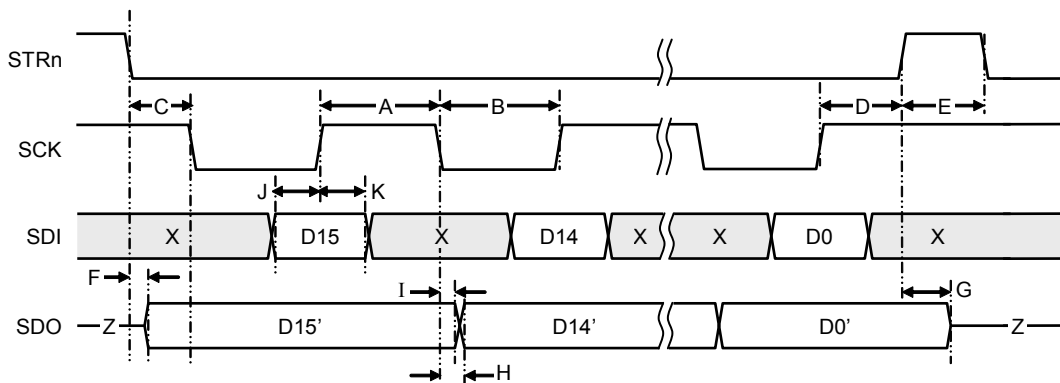 STRn
C A B D E
SCK
J K
SDI X D15 X D14 X X D0 X
F I G
SDO Z D15’ D14’ D0’ Z
H